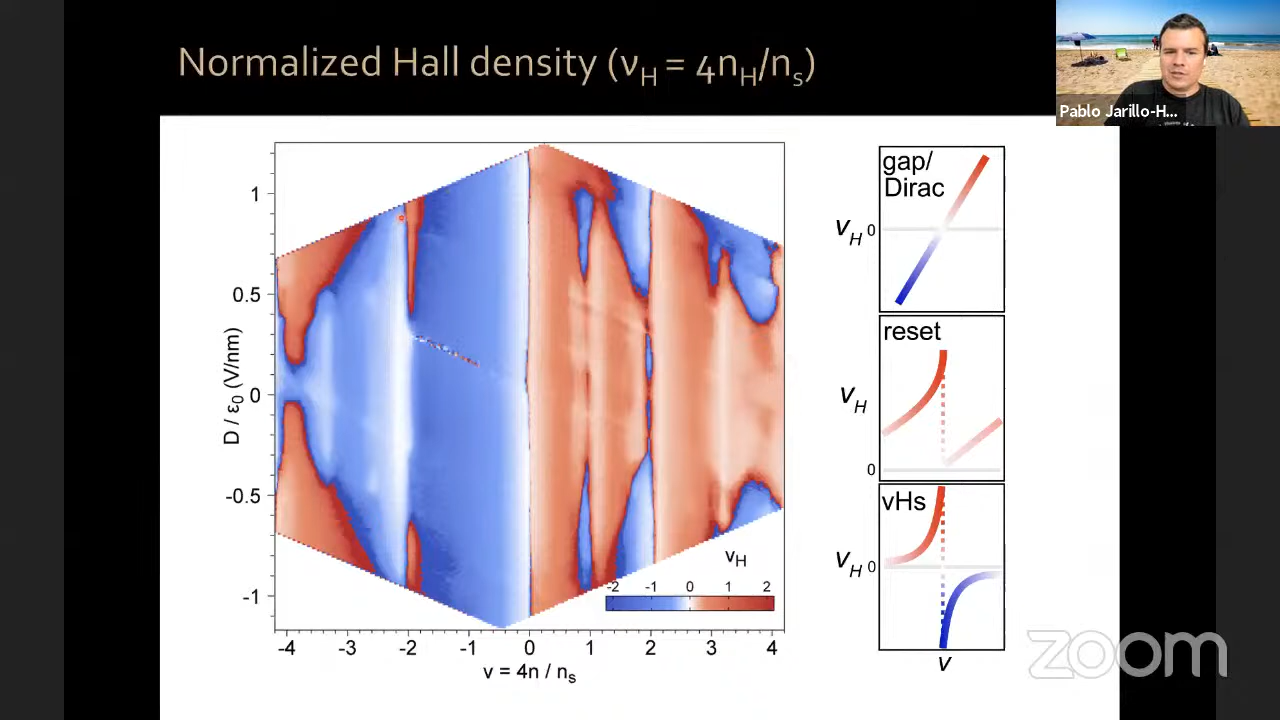 Normalized Hall density (νH = 4nH/ns)
Pablo Jarillo-H...
1
0.5
0
-0.5
-1
D / ε0 (V/nm)
-4 -3 -2 -1 0 1 2 3 4
ν = 4n / ns
νH
-2 -1 0 1 2
gap/
Dirac
νH 0
reset
νH
0
vHs
νH 0
ν
zoom